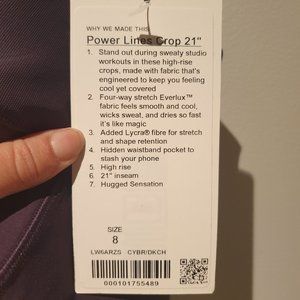 WHY WE MADE THIS
Power Lines Crop 21"
1. Stand out during sweaty studio
workouts in these high-rise
crops, made with fabric that's
engineered to keep you feeling
cool yet covered
2. Four-way stretch Everlux™
fabric feels smooth and cool,
wicks sweat, and dries so fast
it's like magic
3. Added Lycra® fibre for stretch
and shape retention
4. Hidden waistband pocket to
stash your phone
5. High rise
6. 21" inseam
7. Hugged Sensation
SIZE
8
LW6ARZS CYBR/DKCH
000101755489